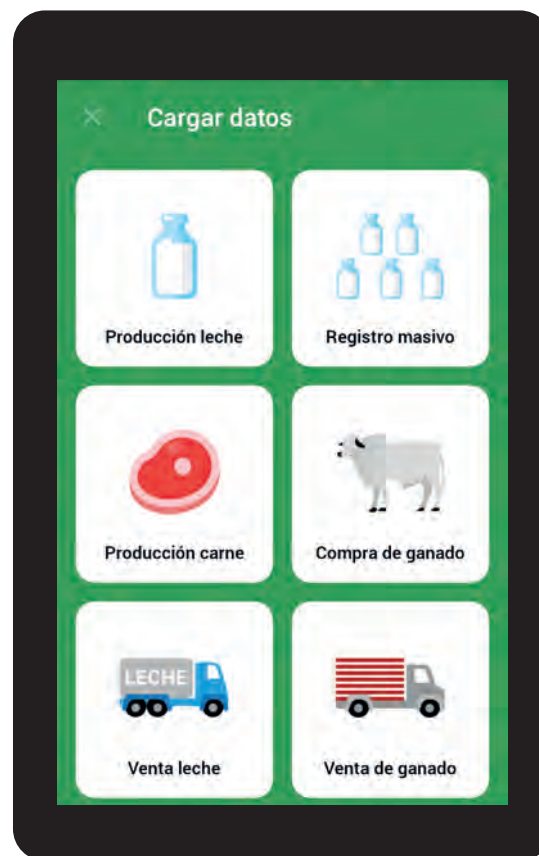 Cargar datos
Producción leche
Registro masivo
Producción carne
Compra de ganado
LECHE
Venta leche
Venta de ganado